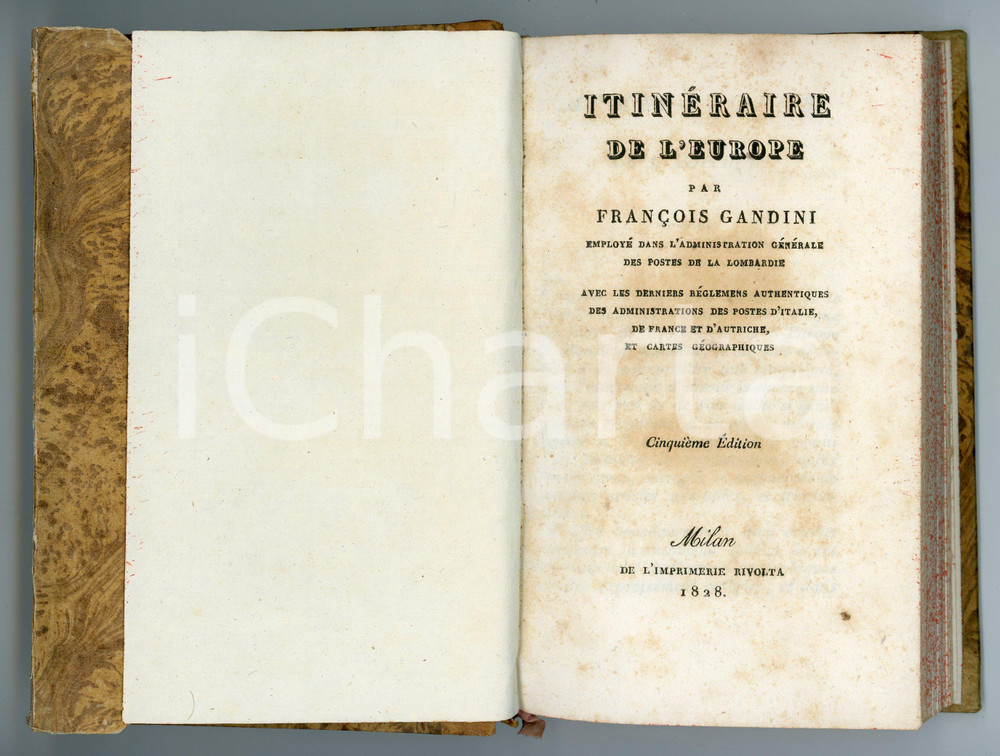 ITINÉRAIRE
DE L'EUROPE
PAR
FRANÇOIS GANDINI
EMPLOYÉ DANS L'ADMINISTRATION GÉNÉRALE
DES POSTES DE LA LOMBARDIE
AVEC LES DERNIERS RÉGLEMENS AUTHENTIQUES
DES ADMINISTRATIONS DES POSTES D'ITALIE,
DE FRANCE ET D'AUTRICHE,
ET CARTES GÉOGRAPHIQUES
iCharta
Cinquième Édition
Milan
DE L'IMPRIMERIE RIVOLTA
1828.